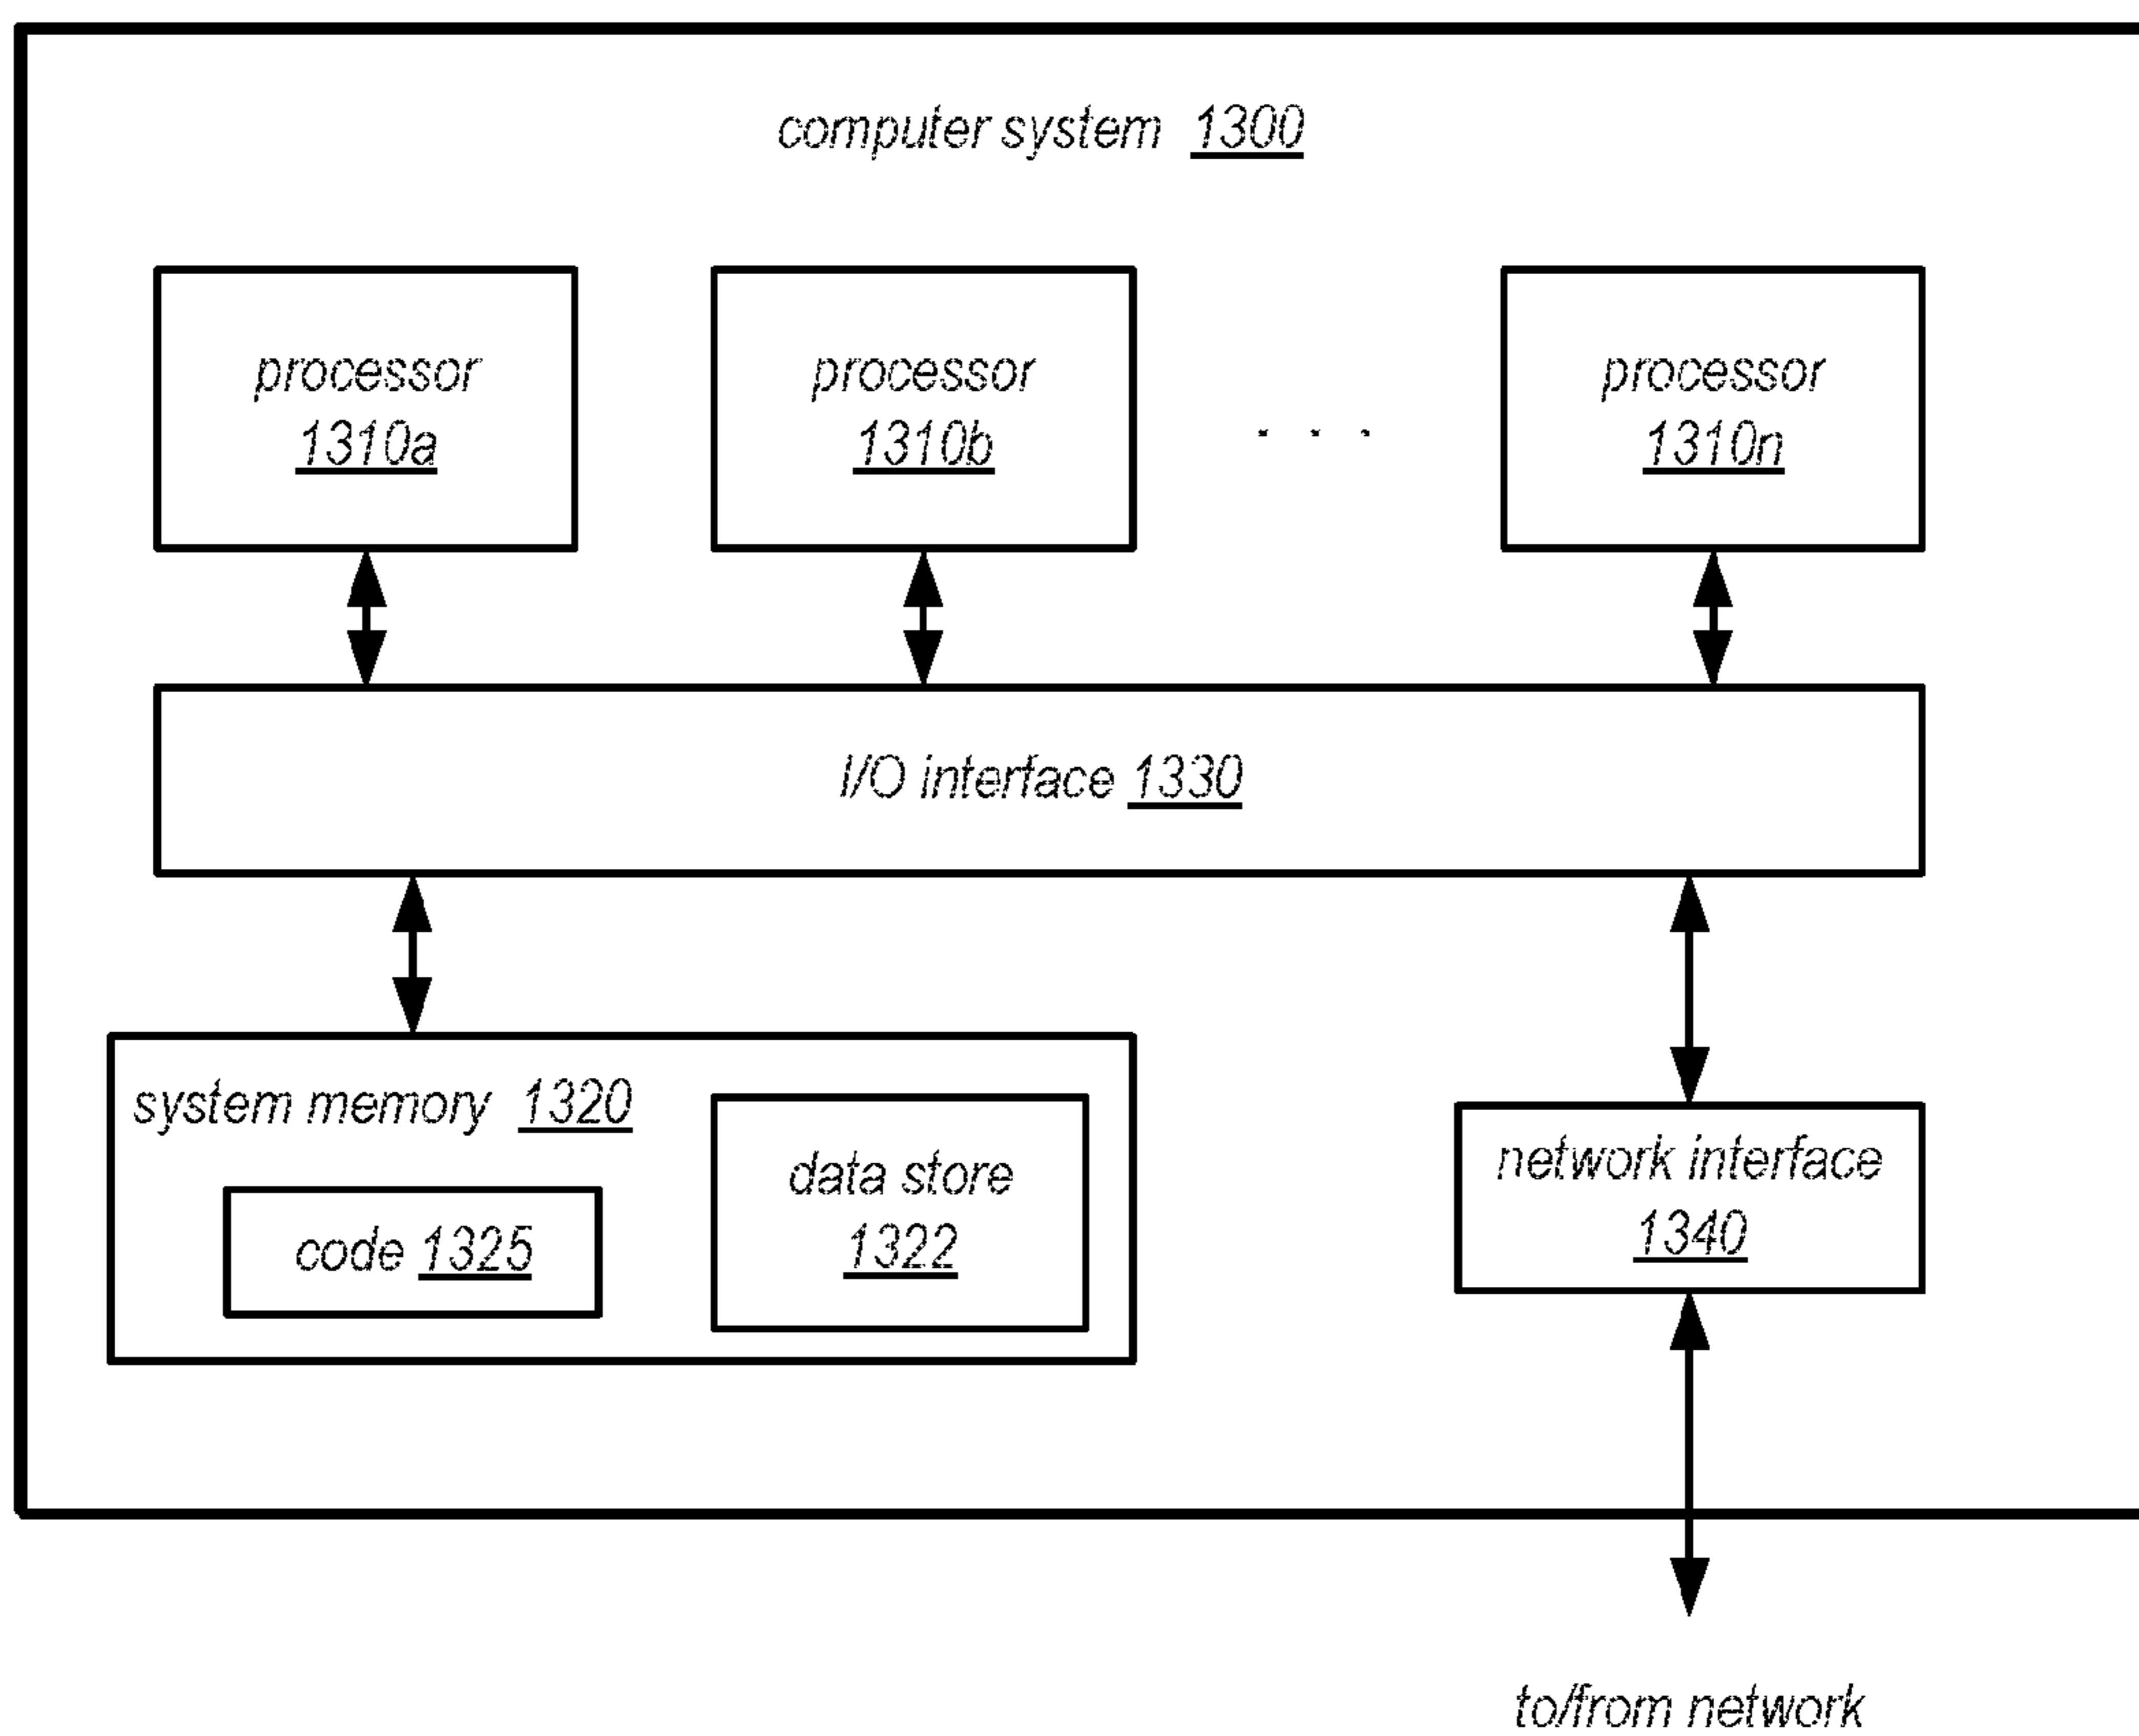 computer system 1300
processor
1310a
processor
1310b
. . .
processor
1310n
I/O interface 1330
system memory 1320
code 1325
data store
1322
network interface
1340
to/from network